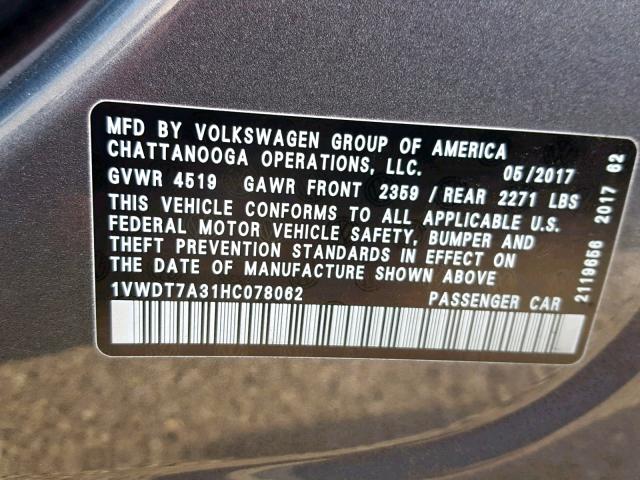 MFD BY VOLKSWAGEN GROUP OF AMERICA
CHATTANOOGA OPERATIONS, LLC. 05/2017
GVWR 4519 GAWR FRONT 2359 / REAR 2271 LBS
THIS VEHICLE CONFORMS TO ALL APPLICABLE U.S.
FEDERAL MOTOR VEHICLE SAFETY, BUMPER AND
THEFT PREVENTION STANDARDS IN EFFECT ON
THE DATE OF MANUFACTURE SHOWN ABOVE
1VWDT7A31HC078062 PASSENGER CAR
2119656 2017 62